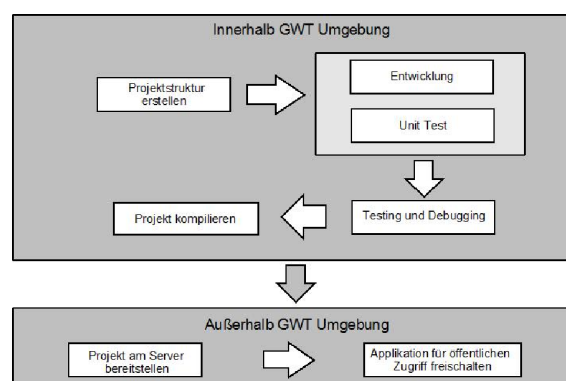 Innerhalb GWT Umgebung
Projektstruktur
erstellen
Entwicklung
Unit Test
Testing und Debugging
Projekt kompilieren
Außerhalb GWT Umgebung
Projekt am Server
bereitstellen
Applikation für öffentlichen
Zugriff freischalten